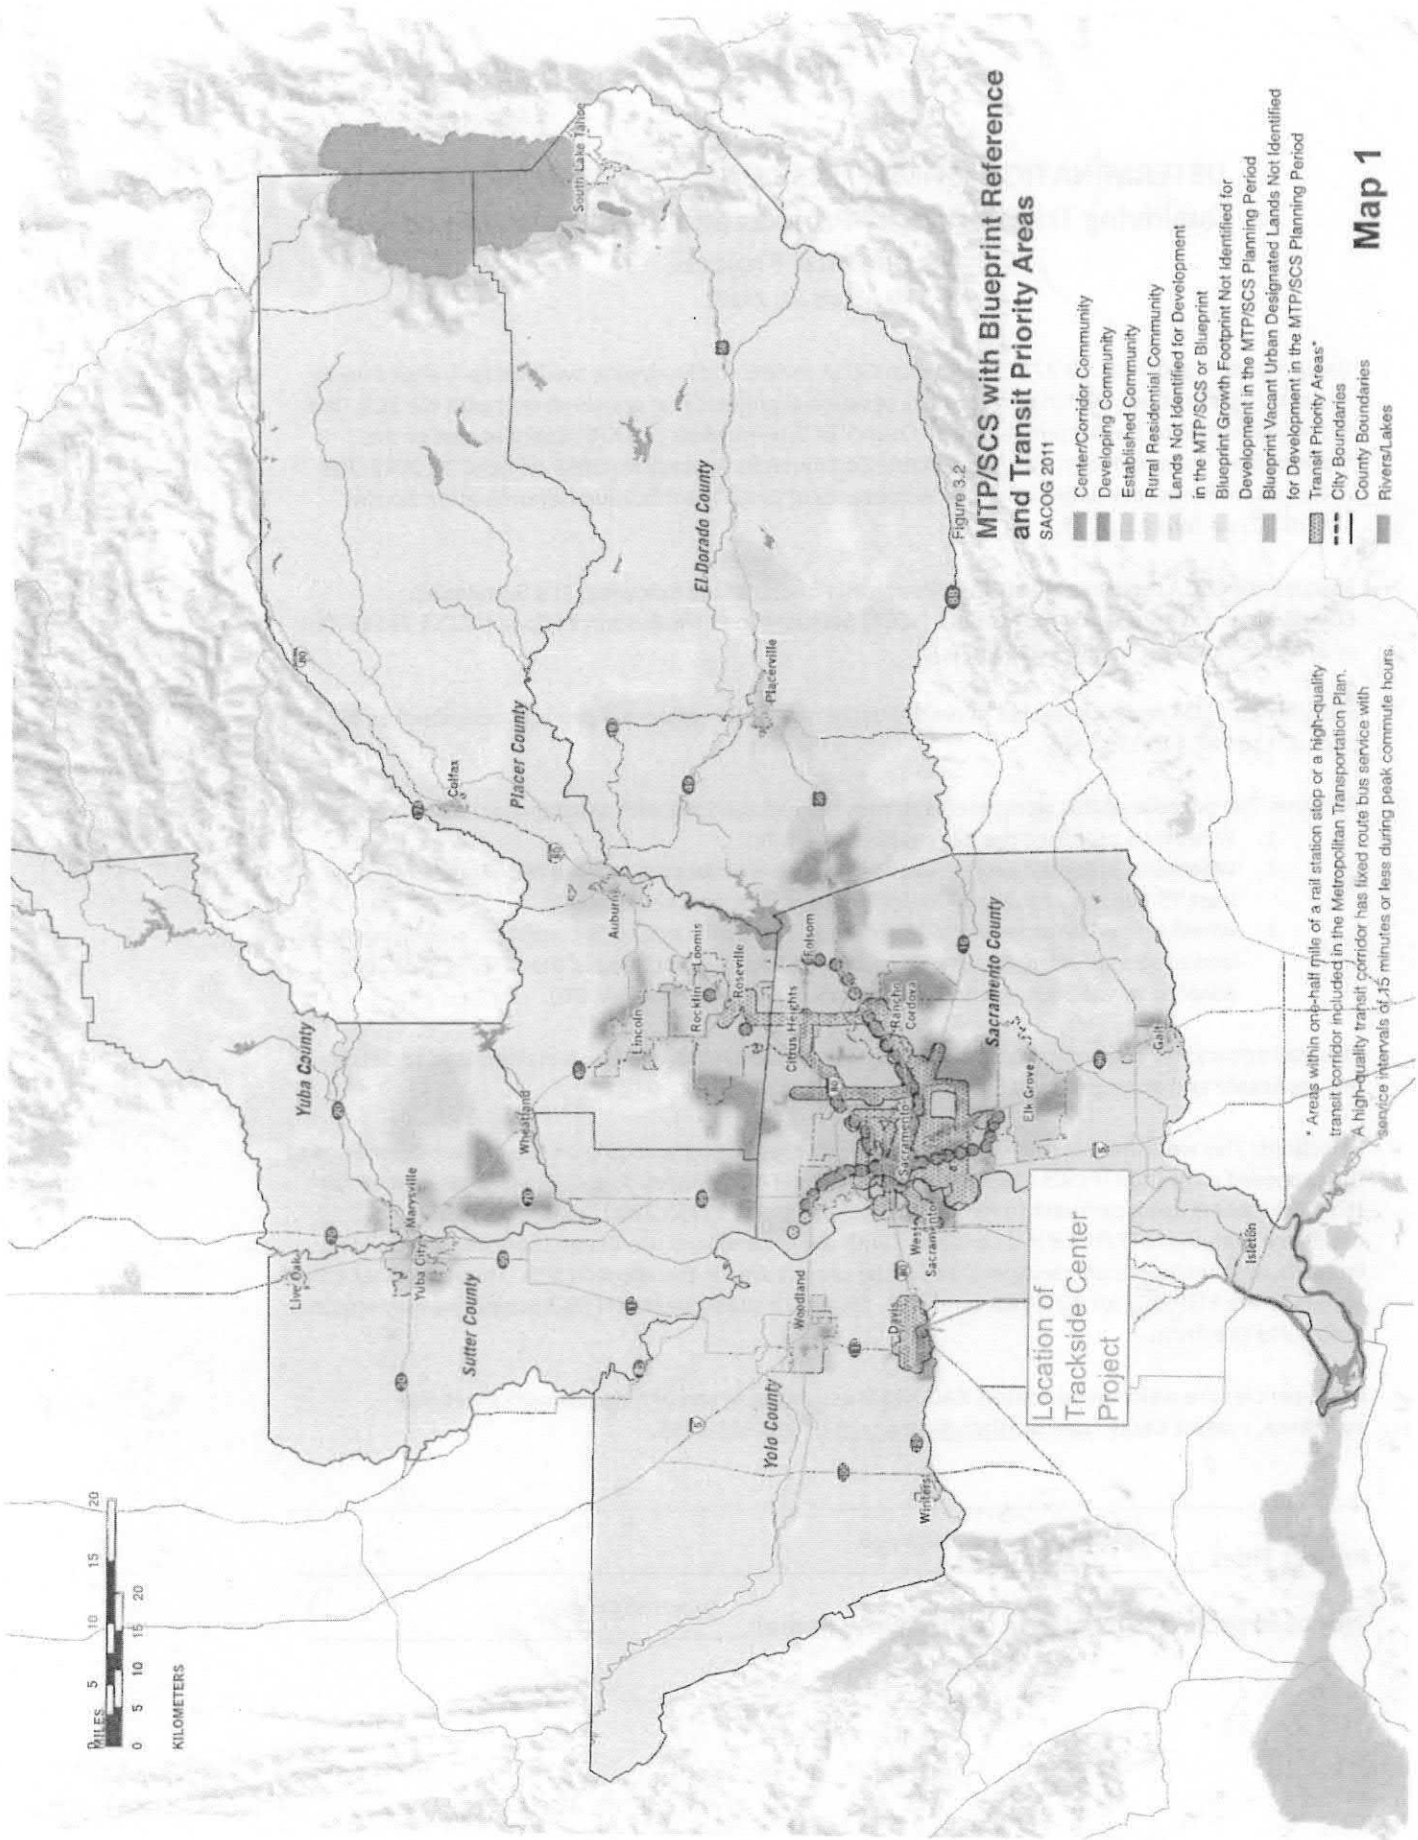 Figure 3.2
MTP/SCS with Blueprint Reference
and Transit Priority Areas
SACOG 2011
Center/Corridor Community
Developing Community
Established Community
Rural Residential Community
Lands Not Identified for Development
in the MTP/SCS or Blueprint
Blueprint Growth Footprint Not Identified for
Development in the MTP/SCS Planning Period
Blueprint Vacant Urban Designated Lands Not Identified
for Development in the MTP/SCS Planning Period
Transit Priority Areas*
City Boundaries
County Boundaries
Rivers/Lakes
Map 1
* Areas within one-half mile of a rail station stop or a high-quality
transit corridor included in the Metropolitan Transportation Plan.
A high-quality transit corridor has fixed route bus service with
service intervals of 15 minutes or less during peak commute hours.
Location of
Trackside Center
Project
0 5 10 15 20
MILES
0 5 10 15 20
KILOMETERS
South Lake Tahoe
El Dorado County
Placer County
Placerville
Colfax
Auburn
Loomis
Rocklin
Roseville
Lincoln
Folsom
Citrus Heights
Rancho
Cordova
Sacramento County
Sacramento
Elk Grove
Galt
Isleton
West
Sacramento
Davis
Woodland
Winters
Yolo County
Sutter County
Yuba City
Marysville
Live Oak
Wheatland
Yuba County
88
80
16
5